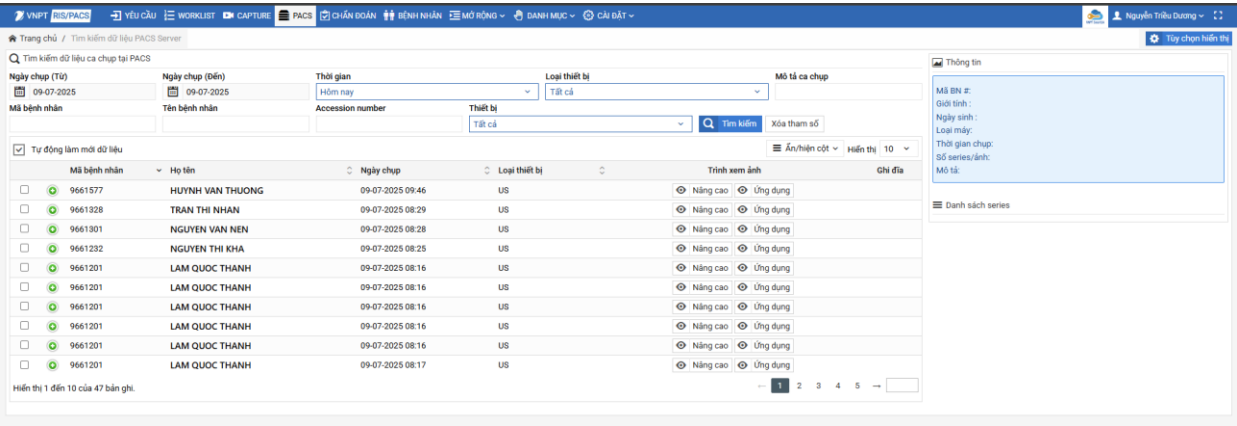 VNPT RIS/PACS YÊU CẦU WORKLIST CAPTURE PACS CHẨN ĐOÁN BỆNH NHÂN MỞ RỘNG DANH MỤC CÀI ĐẶT Nguyễn Triều Dương
Trang chủ / Tìm kiếm dữ liệu PACS Server Tùy chọn hiển thị
Tìm kiếm dữ liệu ca chụp tại PACS
Ngày chụp (Từ) Ngày chụp (Đến) Thời gian Loại thiết bị Mô tả ca chụp
09-07-2025 09-07-2025 Hôm nay Tất cả
Mã bệnh nhân Tên bệnh nhân Accession number Thiết bị
Tất cả Tìm kiếm Xóa tham số
Tự động làm mới dữ liệu Ẩn/hiện cột Hiển thị 10
Mã bệnh nhân Họ tên Ngày chụp Loại thiết bị Trình xem ảnh Ghi đĩa
9661577 HUYNH VAN THUONG 09-07-2025 09:46 US Nâng cao Ứng dụng
9661328 TRAN THI NHAN 09-07-2025 08:29 US Nâng cao Ứng dụng
9661301 NGUYEN VAN NEN 09-07-2025 08:28 US Nâng cao Ứng dụng
9661232 NGUYEN THI KHA 09-07-2025 08:25 US Nâng cao Ứng dụng
9661201 LAM QUOC THANH 09-07-2025 08:16 US Nâng cao Ứng dụng
9661201 LAM QUOC THANH 09-07-2025 08:16 US Nâng cao Ứng dụng
9661201 LAM QUOC THANH 09-07-2025 08:16 US Nâng cao Ứng dụng
9661201 LAM QUOC THANH 09-07-2025 08:16 US Nâng cao Ứng dụng
9661201 LAM QUOC THANH 09-07-2025 08:16 US Nâng cao Ứng dụng
9661201 LAM QUOC THANH 09-07-2025 08:17 US Nâng cao Ứng dụng
Hiển thị 1 đến 10 của 47 bản ghi. 1 2 3 4 5
Thông tin
Mã BN #:
Giới tính :
Ngày sinh :
Loại máy:
Thời gian chụp:
Số series/ảnh:
Mô tả:
Danh sách series